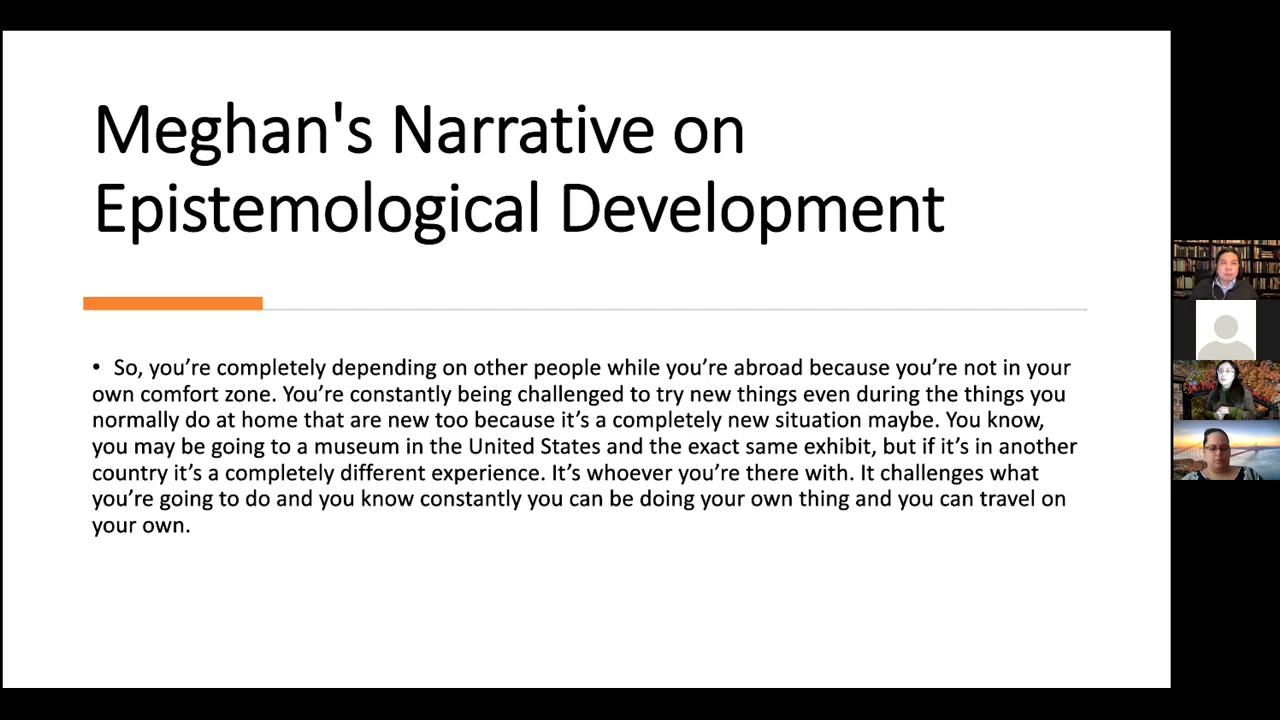 Meghan's Narrative on
Epistemological Development
• So, you’re completely depending on other people while you’re abroad because you’re not in your
own comfort zone. You’re constantly being challenged to try new things even during the things you
normally do at home that are new too because it’s a completely new situation maybe. You know,
you may be going to a museum in the United States and the exact same exhibit, but if it’s in another
country it’s a completely different experience. It’s whoever you’re there with. It challenges what
you’re going to do and you know constantly you can be doing your own thing and you can travel on
your own.